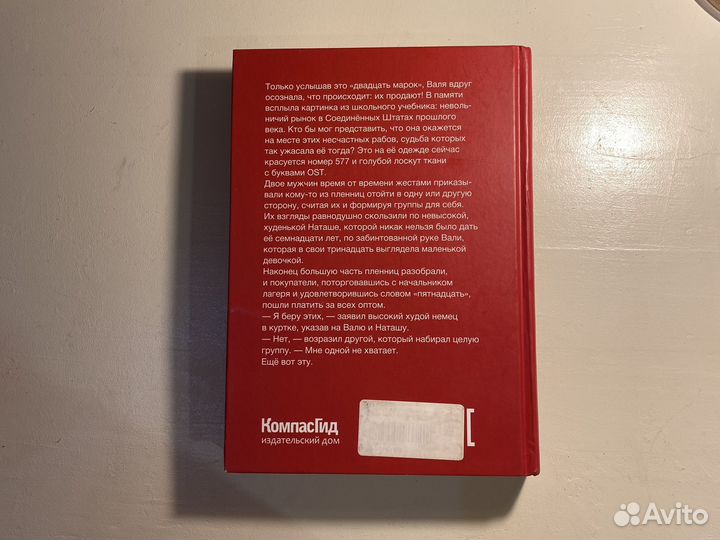 Только услышав это «двадцать марок», Валя вдруг
осознала, что происходит: их продают! В памяти
всплыла картинка из школьного учебника: неволь-
ничий рынок в Соединённых Штатах прошлого
века. Кто бы мог представить, что она окажется
на месте этих несчастных рабов, судьба которых
так ужасала её тогда? Это на её одежде сейчас
красуется номер 577 и голубой лоскут ткани
с буквами OST.
Двое мужчин время от времени жестами приказы-
вали кому-то из пленниц отойти в одну или другую
сторону, считая их и формируя группы для себя.
Их взгляды равнодушно скользили по невысокой,
худенькой Наташе, которой никак нельзя было дать
её семнадцати лет, по забинтованной руке Вали,
которая в свои тринадцать выглядела маленькой
девочкой.
Наконец большую часть пленниц разобрали,
и покупатели, поторговавшись с начальником
лагеря и удовлетворившись словом «пятнадцать»,
пошли платить за всех оптом.
— Я беру этих, — заявил высокий худой немец
в куртке, указав на Валю и Наташу.
— Нет, — возразил другой, который набирал целую
группу. — Мне одной не хватает.
Ещё вот эту.
КомпасГид
издательский дом
Avito